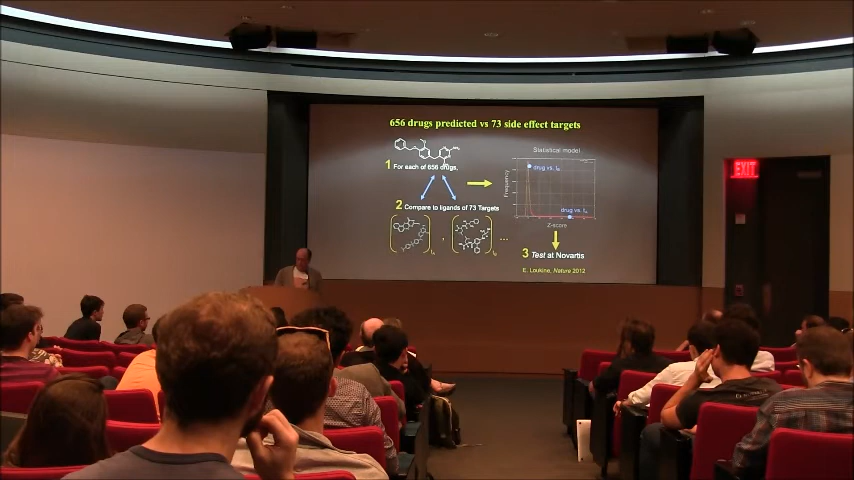 656 drugs predicted vs 73 side effect targets
1 For each of 656 drugs,
2 Compare to ligands of 73 Targets
, ...
Statistical model
Frequency
drug vs.
drug vs.
Z-score
3 Test at Novartis
E. Lounkine, Nature 2012
EXIT